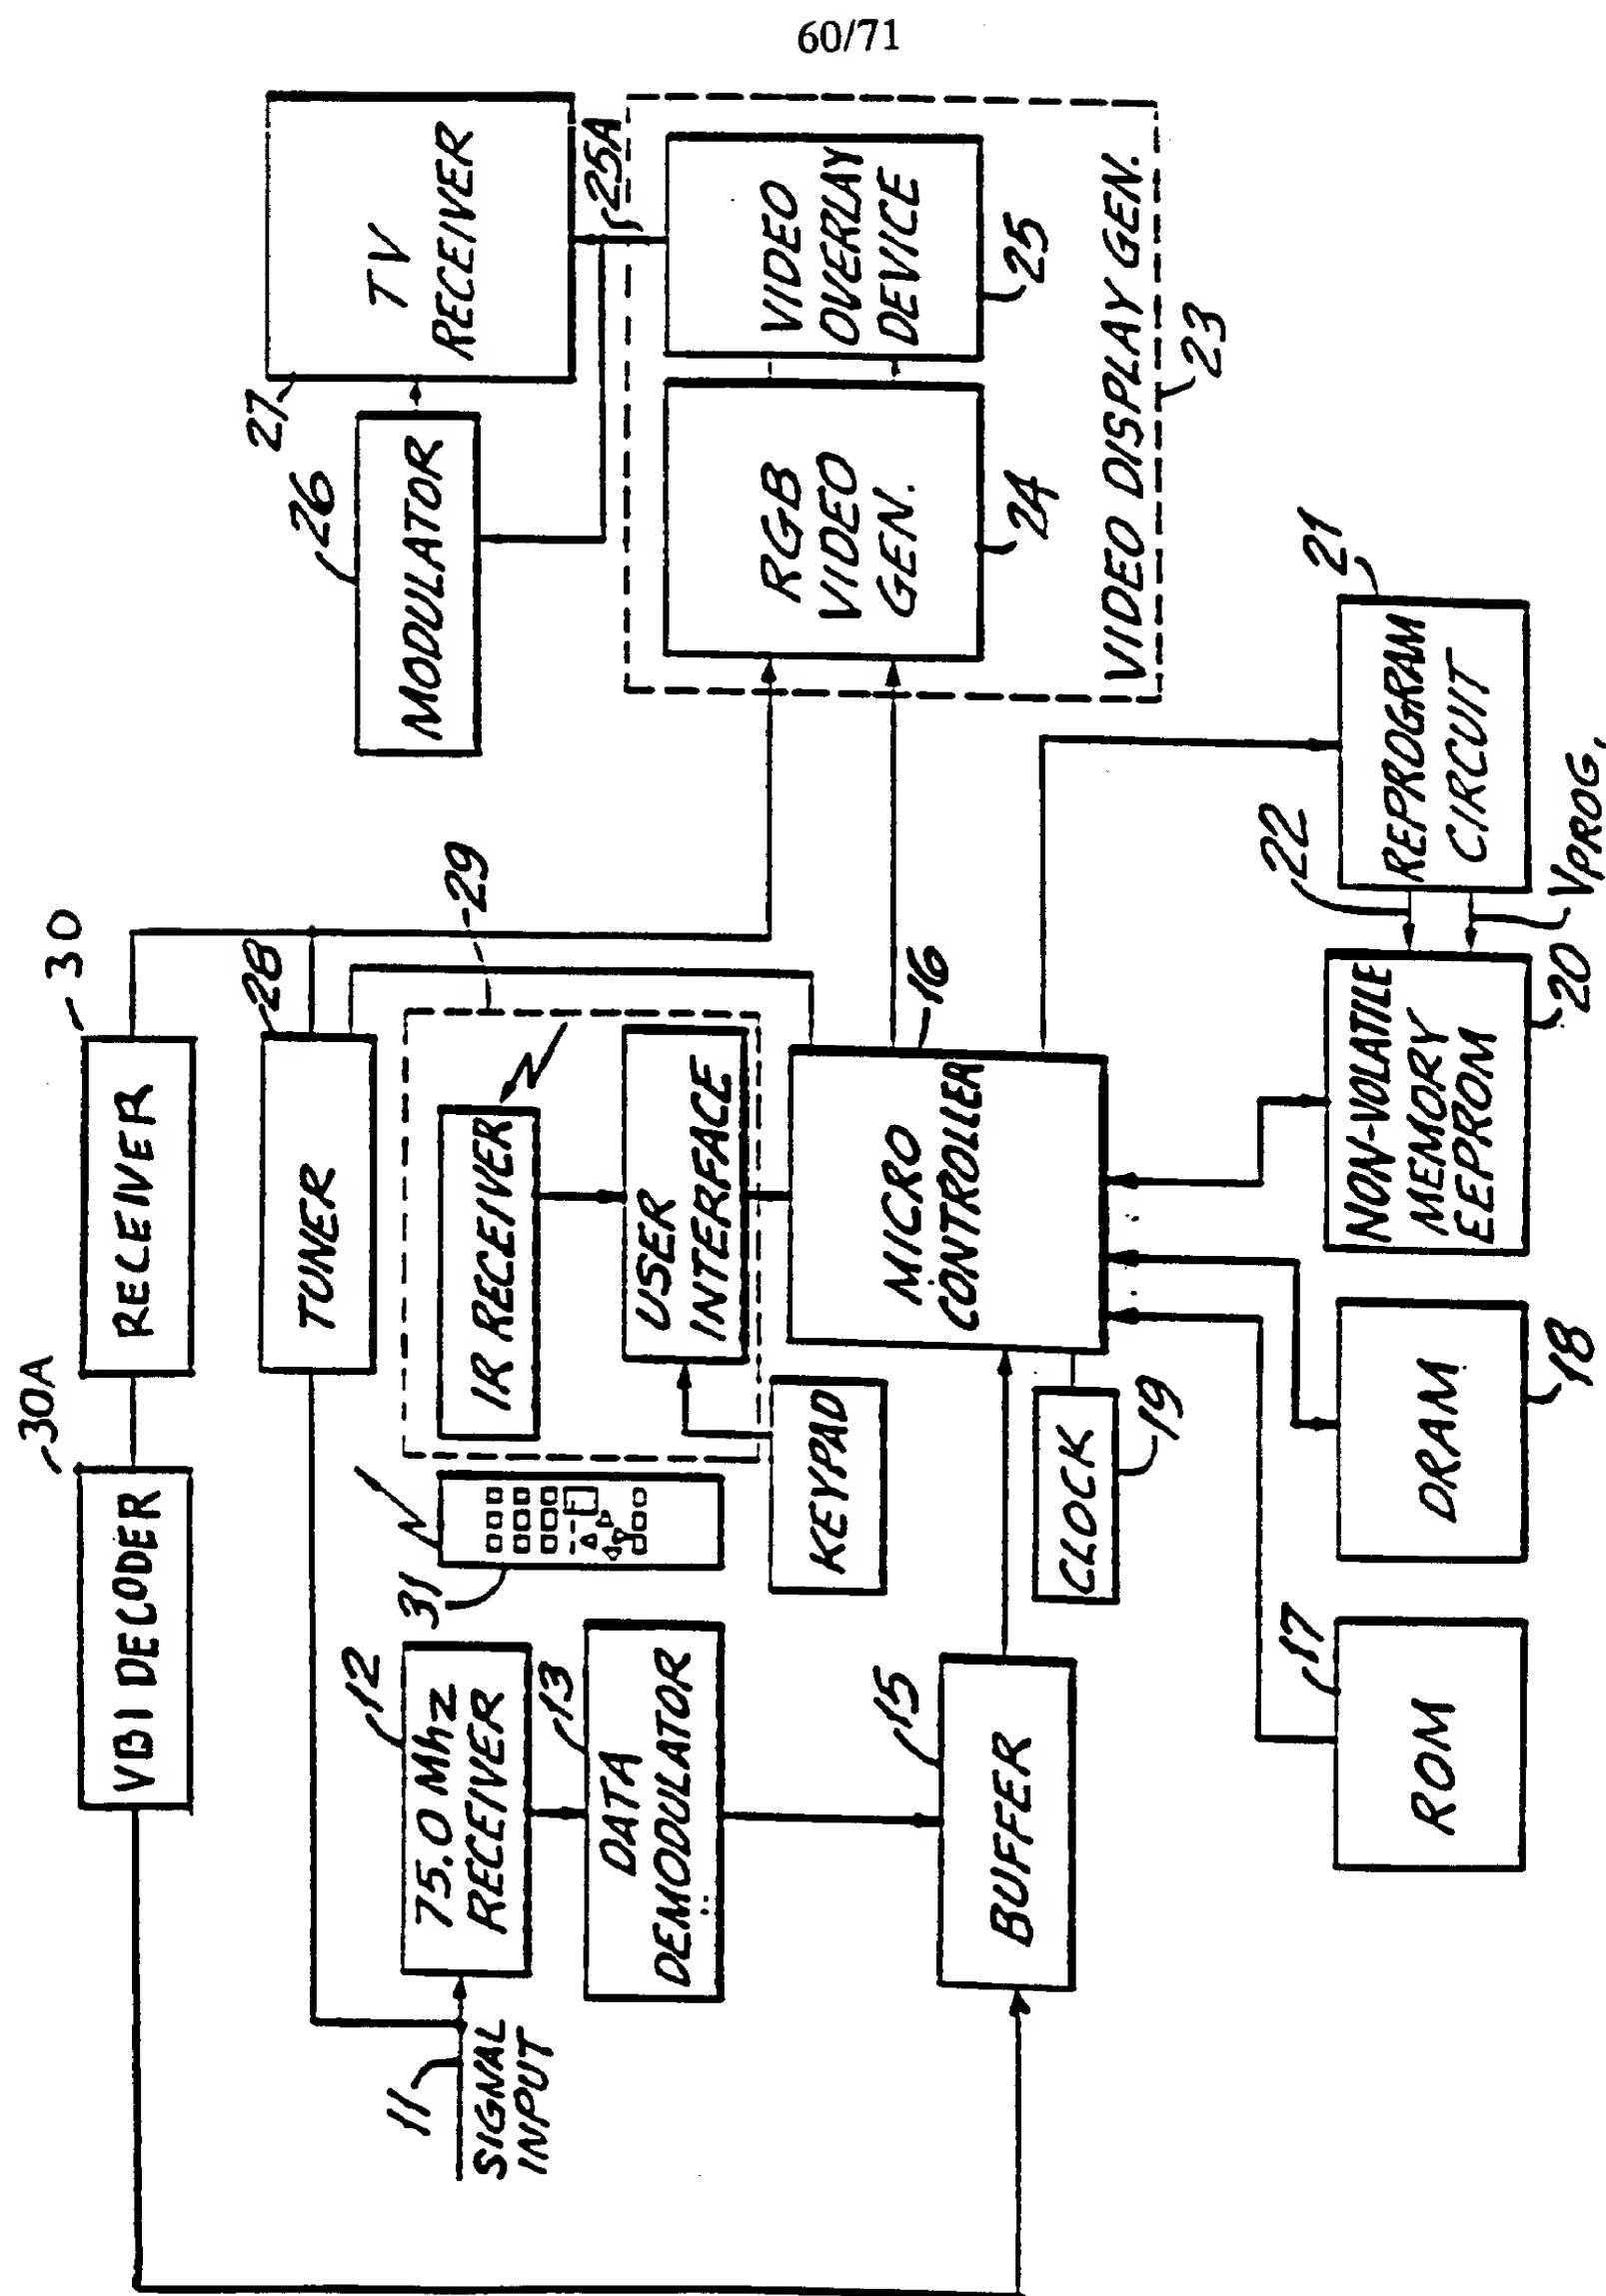 60/71
30A
VBI DECODER
30
RECEIVER
28
TUNER
11
SIGNAL
INPUT
12
75.0 Mhz
RECEIVER
13
DATA
DEMODULATOR
31
29
IR RECEIVER
USER
INTERFACE
KEYPAD
15
BUFFER
16
MICRO
CONTROLLER
CLOCK
19
17
ROM
DRAM
18
NON-VOLATILE
MEMORY
EEPROM
20
22
VPROG.
21
REPROGRAM
CIRCUIT
26
MODULATOR
27
TV
RECEIVER
25A
RGB
VIDEO
GEN.
24
VIDEO
OVERLAY
DEVICE
25
VIDEO DISPLAY GEN.
23